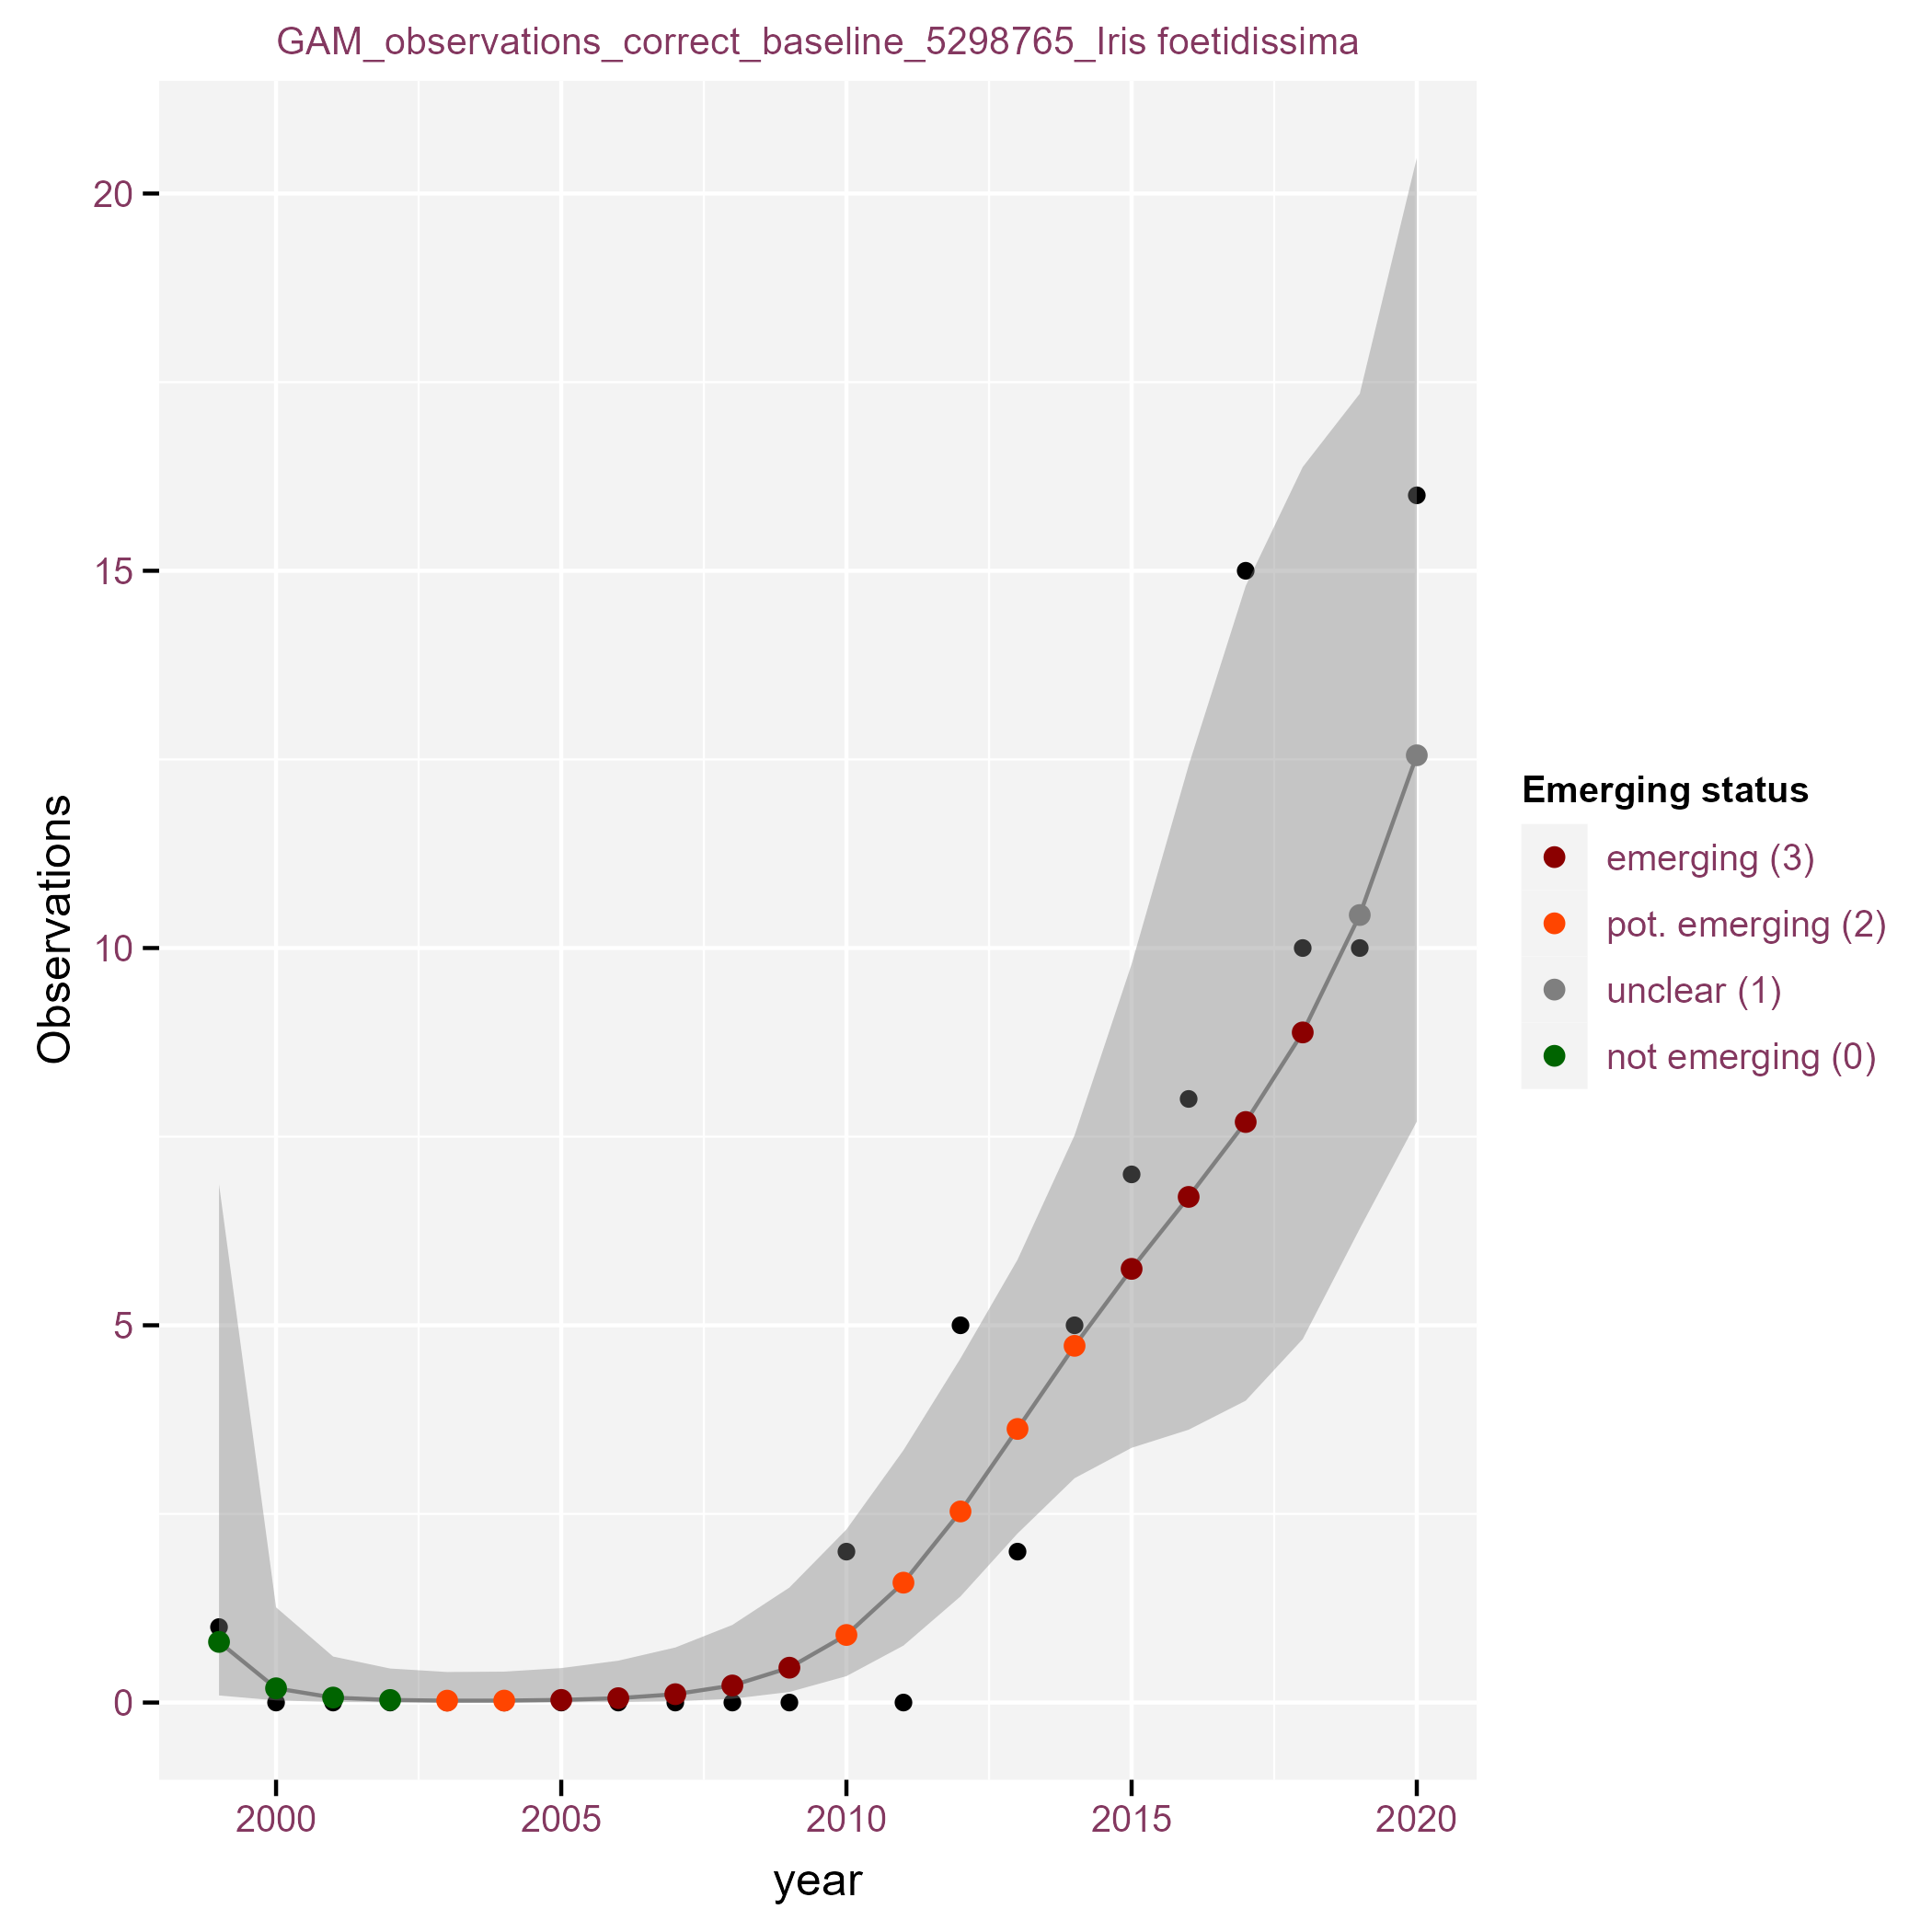 GAM_observations_correct_baseline_5298765_Iris foetidissima
Observations
20
15
10
5
0
2000 2005 2010 2015 2020
year
Emerging status
emerging (3)
pot. emerging (2)
unclear (1)
not emerging (0)